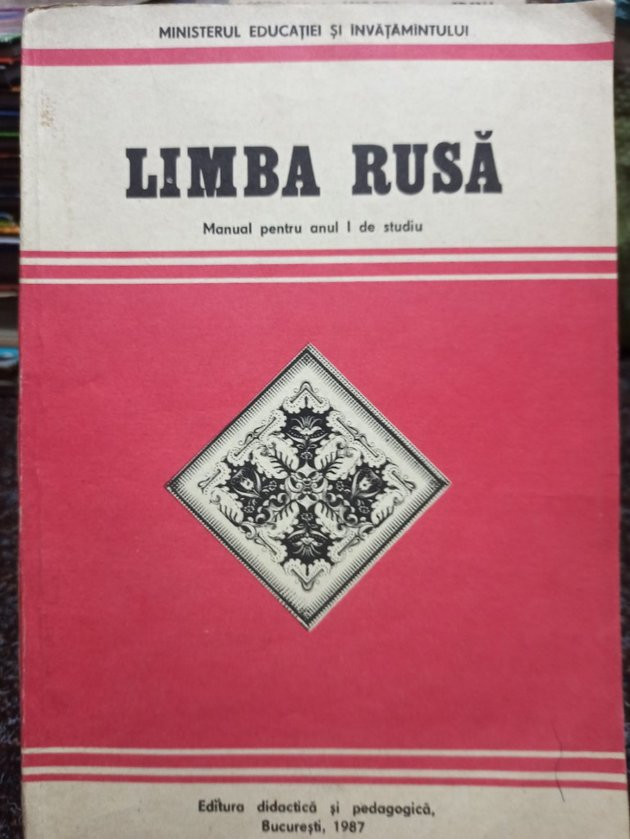 MINISTERUL EDUCAȚIEI ȘI ÎNVĂȚĂMÎNTULUI
LIMBA RUSĂ
Manual pentru anul I de studiu
Editura didactică și pedagogică,
București, 1987